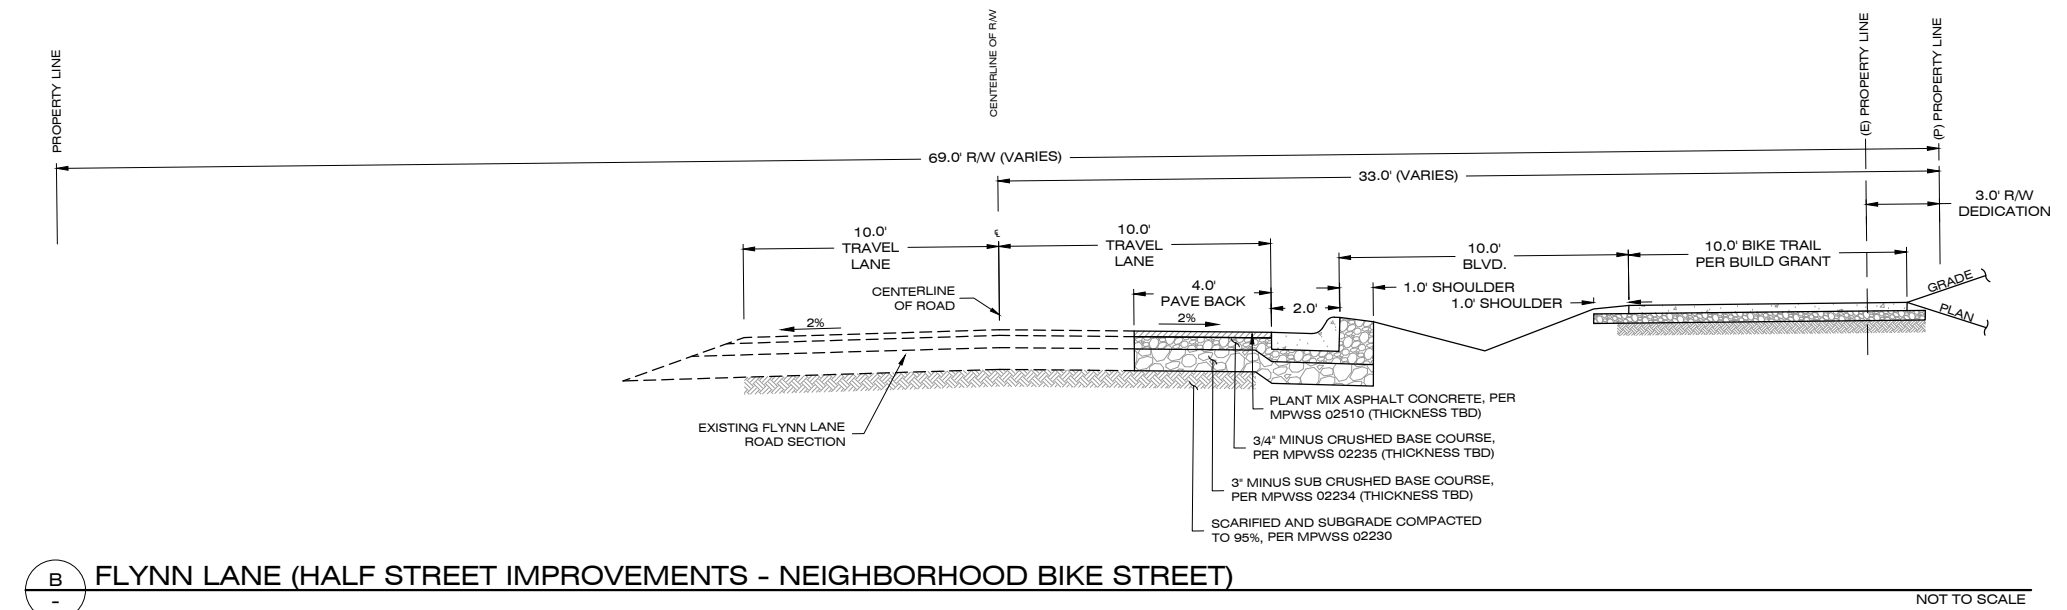 PROPERTY LINE
CENTERLINE OF R/W
(E) PROPERTY LINE
(P) PROPERTY LINE
69.0' R/W (VARIES)
33.0' (VARIES)
3.0' R/W
DEDICATION
10.0'
TRAVEL
LANE
℄
10.0'
TRAVEL
LANE
10.0'
BLVD.
10.0' BIKE TRAIL
PER BUILD GRANT
CENTERLINE
OF ROAD
4.0'
PAVE BACK
2.0'
1.0' SHOULDER
1.0' SHOULDER
GRADE
PLAN
2%
2%
EXISTING FLYNN LANE
ROAD SECTION
PLANT MIX ASPHALT CONCRETE, PER
MPWSS 02510 (THICKNESS TBD)
3/4" MINUS CRUSHED BASE COURSE,
PER MPWSS 02235 (THICKNESS TBD)
3" MINUS SUB CRUSHED BASE COURSE,
PER MPWSS 02234 (THICKNESS TBD)
SCARIFIED AND SUBGRADE COMPACTED
TO 95%, PER MPWSS 02230
B
-
FLYNN LANE (HALF STREET IMPROVEMENTS - NEIGHBORHOOD BIKE STREET)
NOT TO SCALE